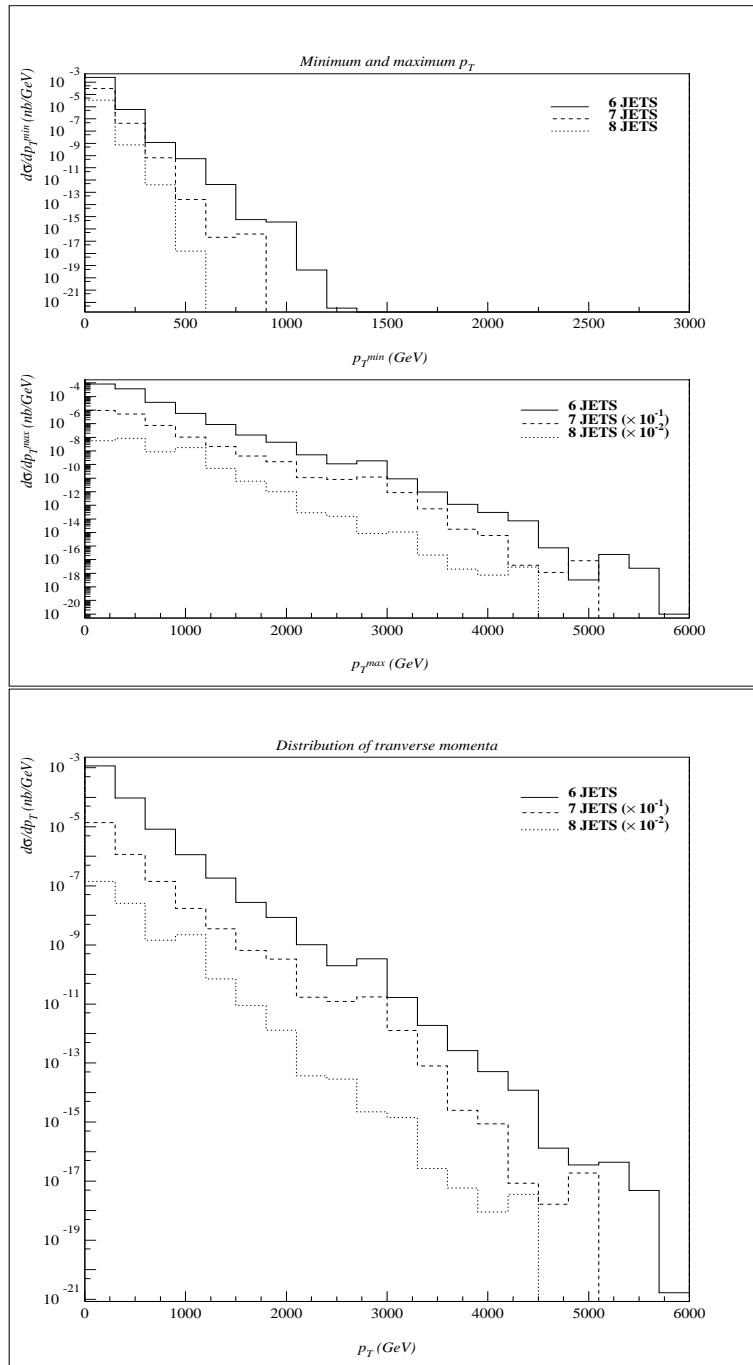 Minimum and maximum p_T
dσ/dp_T^min (nb/GeV)
10^-3
10^-5
10^-7
10^-9
10^-11
10^-13
10^-15
10^-17
10^-19
10^-21
6 JETS
7 JETS
8 JETS
0 500 1000 1500 2000 2500 3000
p_T^min (GeV)
dσ/dp_T^max (nb/GeV)
10^-4
10^-6
10^-8
10^-10
10^-12
10^-14
10^-16
10^-18
10^-20
6 JETS
7 JETS (× 10^-1)
8 JETS (× 10^-2)
0 1000 2000 3000 4000 5000 6000
p_T^max (GeV)
Distribution of tranverse momenta
dσ/dp_T (nb/GeV)
10^-3
10^-5
10^-7
10^-9
10^-11
10^-13
10^-15
10^-17
10^-19
10^-21
6 JETS
7 JETS (× 10^-1)
8 JETS (× 10^-2)
0 1000 2000 3000 4000 5000 6000
p_T (GeV)